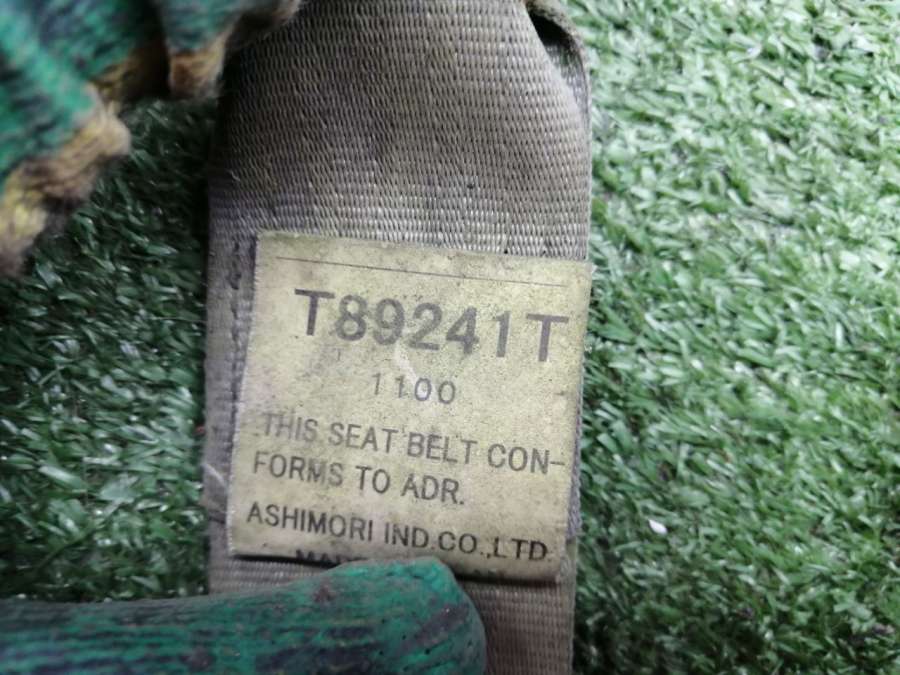 T89241T
1100
THIS SEAT BELT CON-
FORMS TO ADR.
ASHIMORI IND.CO.,LTD